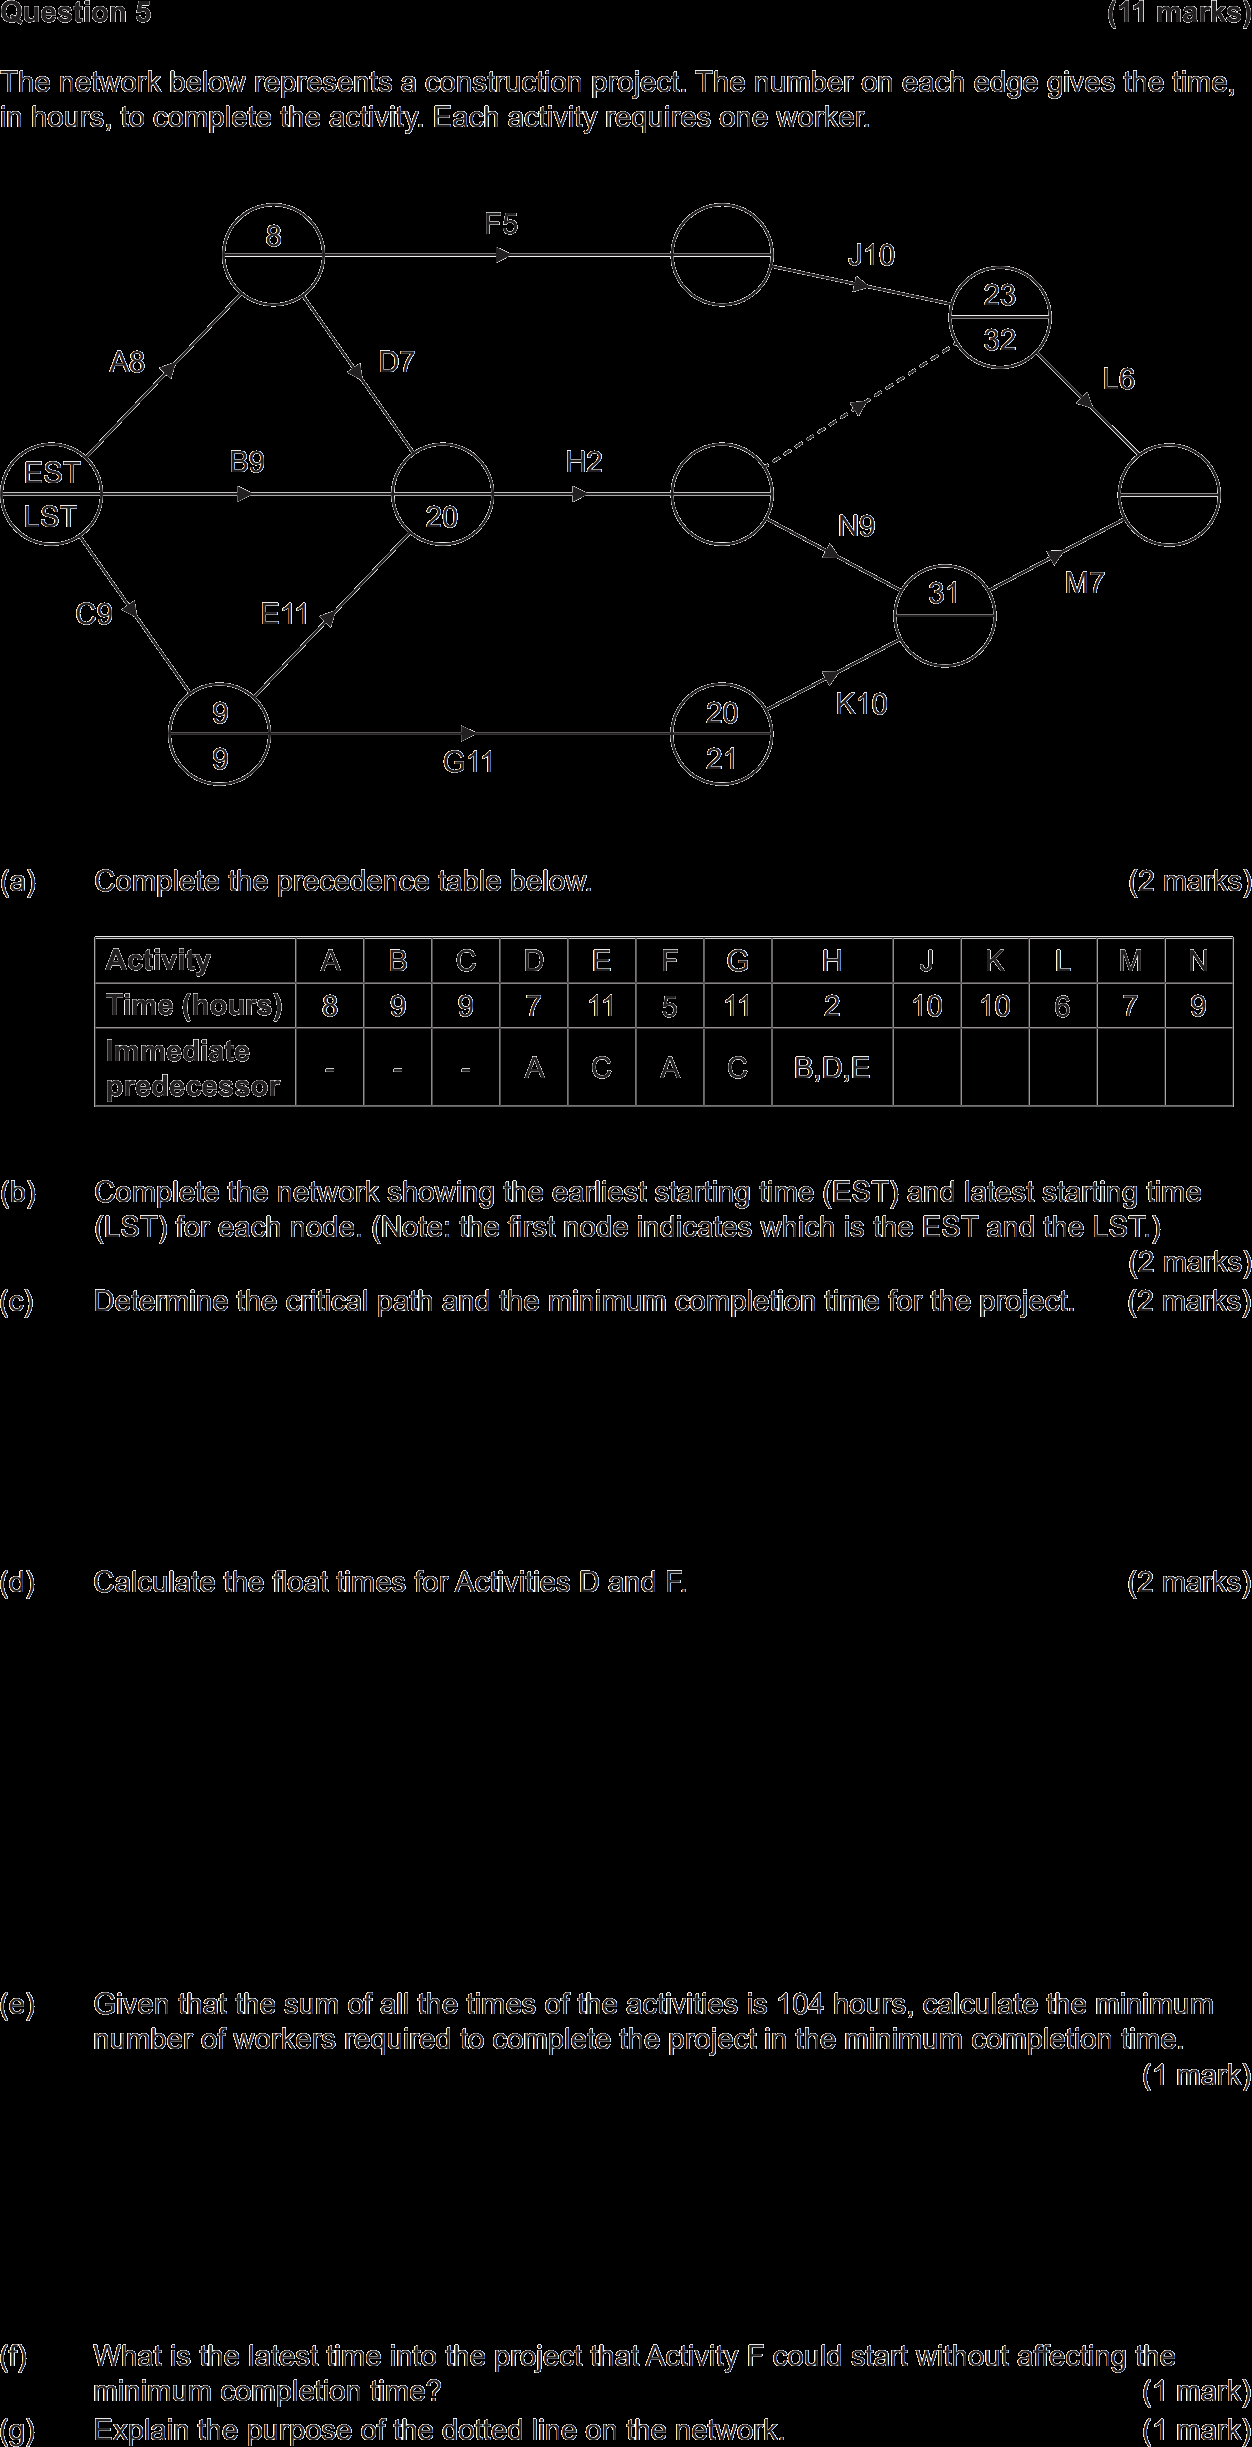 Question 5 (11 marks)
The network below represents a construction project. The number on each edge gives the time,
in hours, to complete the activity. Each activity requires one worker.
F5
8
J10
23
32
A8
D7
L6
B9
H2
EST
LST
20
N9
C9
E11
31
M7
9
9
20
21
K10
G11
(a) Complete the precedence table below. (2 marks)
Activity A B C D E F G H J K L M N
Time (hours) 8 9 9 7 11 5 11 2 10 10 6 7 9
Immediate
predecessor - - - A C A C B,D,E
(b) Complete the network showing the earliest starting time (EST) and latest starting time
(LST) for each node. (Note: the first node indicates which is the EST and the LST.)
(2 marks)
(c) Determine the critical path and the minimum completion time for the project. (2 marks)
(d) Calculate the float times for Activities D and F. (2 marks)
(e) Given that the sum of all the times of the activities is 104 hours, calculate the minimum
number of workers required to complete the project in the minimum completion time.
(1 mark)
(f) What is the latest time into the project that Activity F could start without affecting the
minimum completion time? (1 mark)
(g) Explain the purpose of the dotted line on the network. (1 mark)